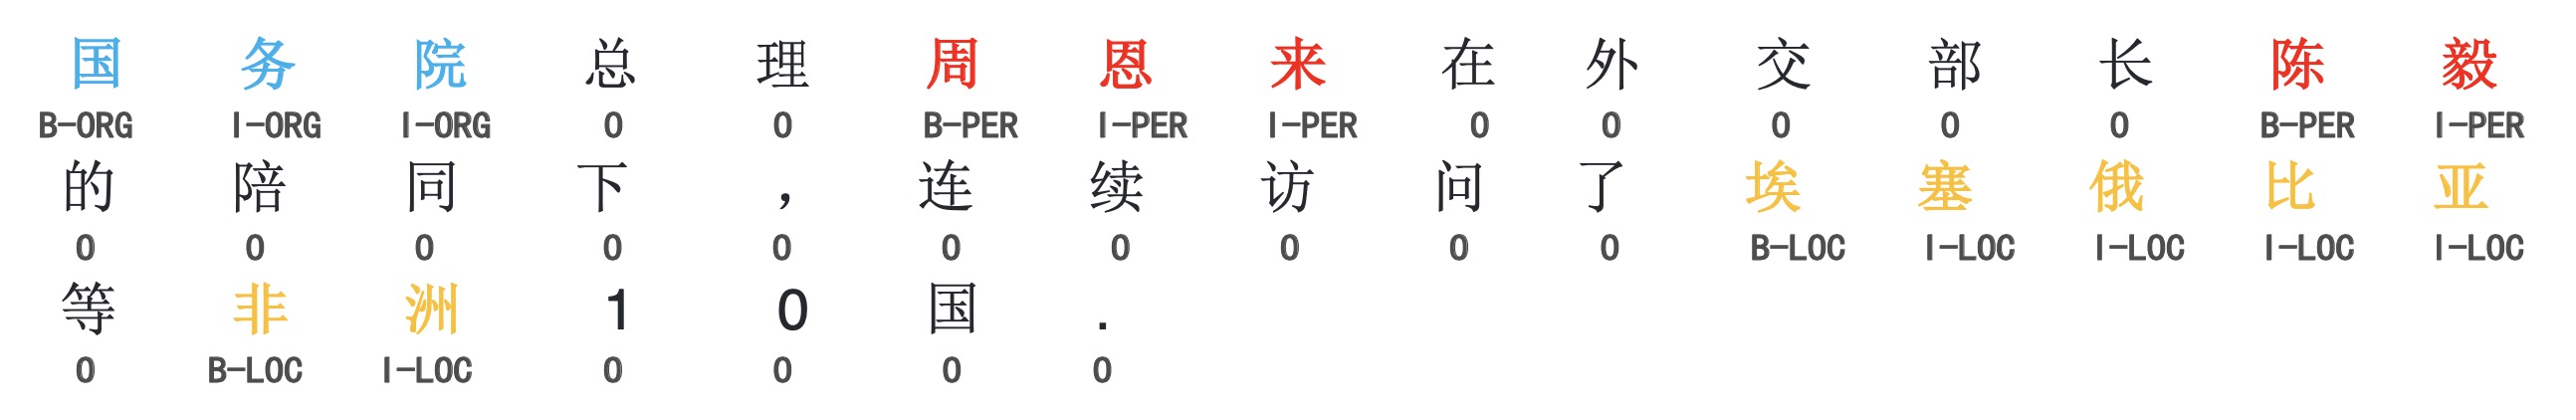 国 务 院 总 理 周 恩 来 在 外 交 部 长 陈 毅
B-ORG I-ORG I-ORG O O B-PER I-PER I-PER O O O O O B-PER I-PER
的 陪 同 下 ， 连 续 访 问 了 埃 塞 俄 比 亚
O O O O O O O O O O B-LOC I-LOC I-LOC I-LOC I-LOC
等 非 洲 1 0 国 .
O B-LOC I-LOC O O O O